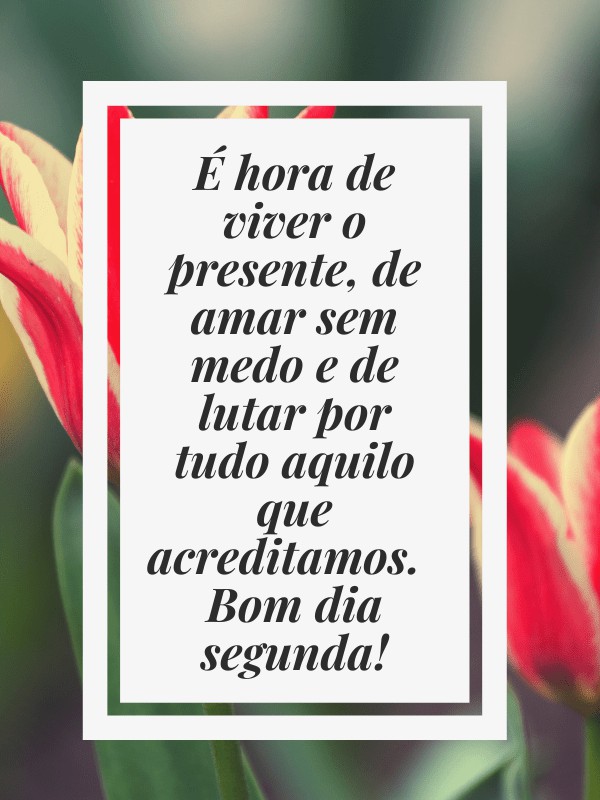 É hora de
viver o
presente, de
amar sem
medo e de
lutar por
tudo aquilo
que
acreditamos.
Bom dia
segunda!